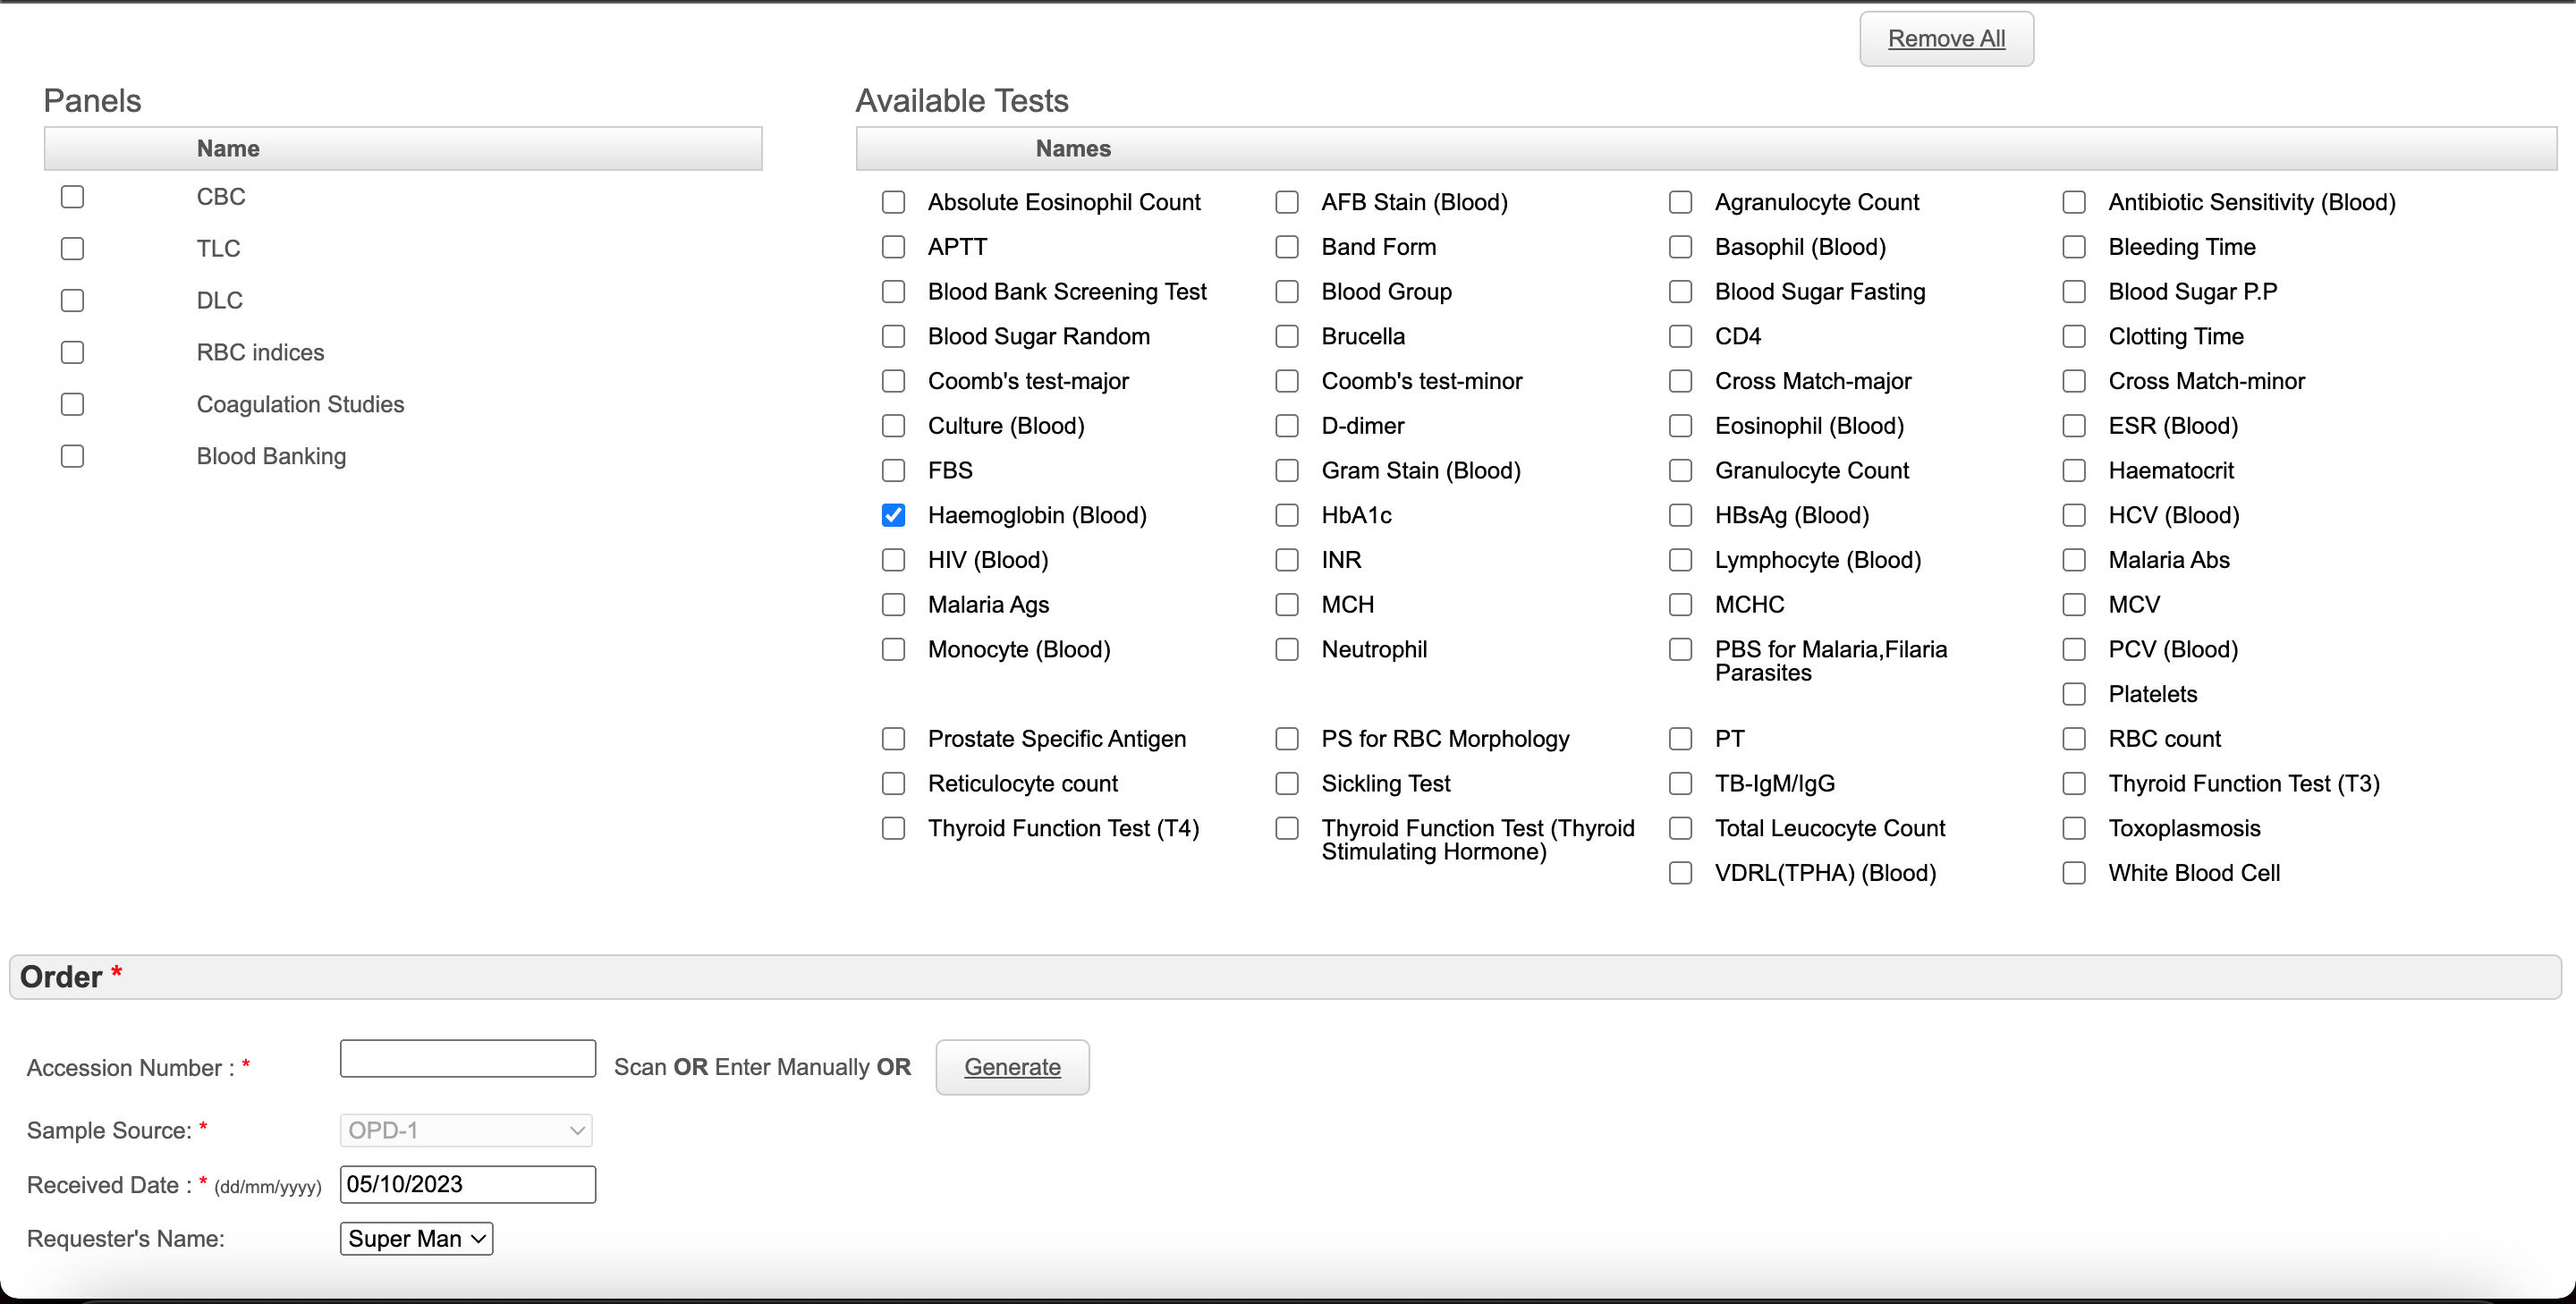 Remove All
Panels
Name
CBC
TLC
DLC
RBC indices
Coagulation Studies
Blood Banking
Available Tests
Names
Absolute Eosinophil Count AFB Stain (Blood) Agranulocyte Count Antibiotic Sensitivity (Blood)
APTT Band Form Basophil (Blood) Bleeding Time
Blood Bank Screening Test Blood Group Blood Sugar Fasting Blood Sugar P.P
Blood Sugar Random Brucella CD4 Clotting Time
Coomb's test-major Coomb's test-minor Cross Match-major Cross Match-minor
Culture (Blood) D-dimer Eosinophil (Blood) ESR (Blood)
FBS Gram Stain (Blood) Granulocyte Count Haematocrit
Haemoglobin (Blood) HbA1c HBsAg (Blood) HCV (Blood)
HIV (Blood) INR Lymphocyte (Blood) Malaria Abs
Malaria Ags MCH MCHC MCV
Monocyte (Blood) Neutrophil PBS for Malaria,Filaria PCV (Blood)
Parasites
Platelets
Prostate Specific Antigen PS for RBC Morphology PT RBC count
Reticulocyte count Sickling Test TB-IgM/IgG Thyroid Function Test (T3)
Thyroid Function Test (T4) Thyroid Function Test (Thyroid Total Leucocyte Count Toxoplasmosis
Stimulating Hormone)
VDRL(TPHA) (Blood) White Blood Cell
Order *
Accession Number : * Scan OR Enter Manually OR Generate
Sample Source: * OPD-1
Received Date : * (dd/mm/yyyy) 05/10/2023
Requester's Name: Super Man